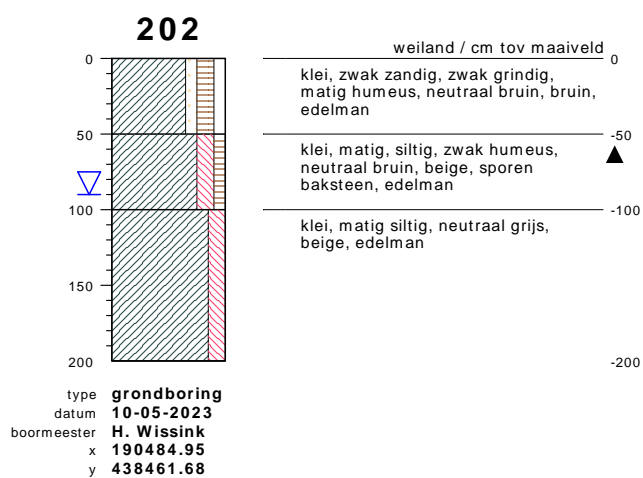 202
weiland / cm tov maaiveld
0
0
klei, zwak zandig, zwak grindig,
matig humeus, neutraal bruin, bruin,
edelman
50
-50
klei, matig, siltig, zwak humeus,
neutraal bruin, beige, sporen
baksteen, edelman
100
-100
klei, matig siltig, neutraal grijs,
beige, edelman
150
200
-200
type grondboring
datum 10-05-2023
boormeester H. Wissink
x 190484.95
y 438461.68